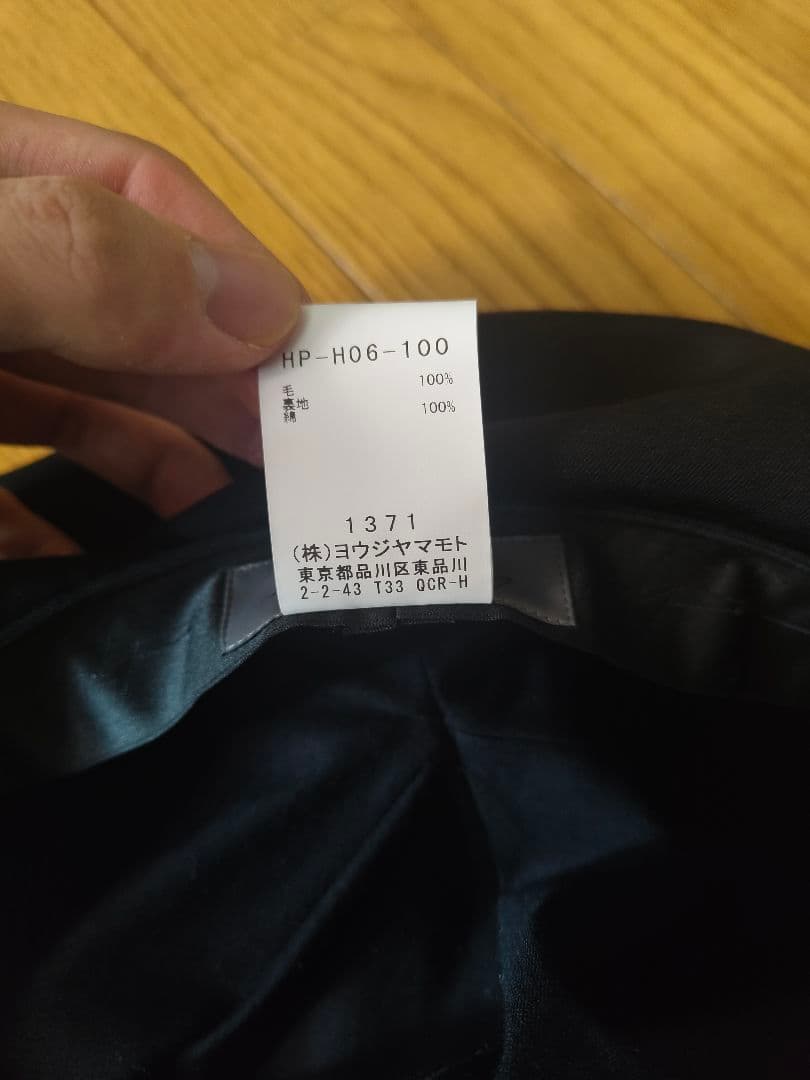 HP-H06-100
毛 100%
裏地
綿 100%
1371
(株)ヨウジヤマモト
東京都品川区東品川
2-2-43 T33 QCR-H